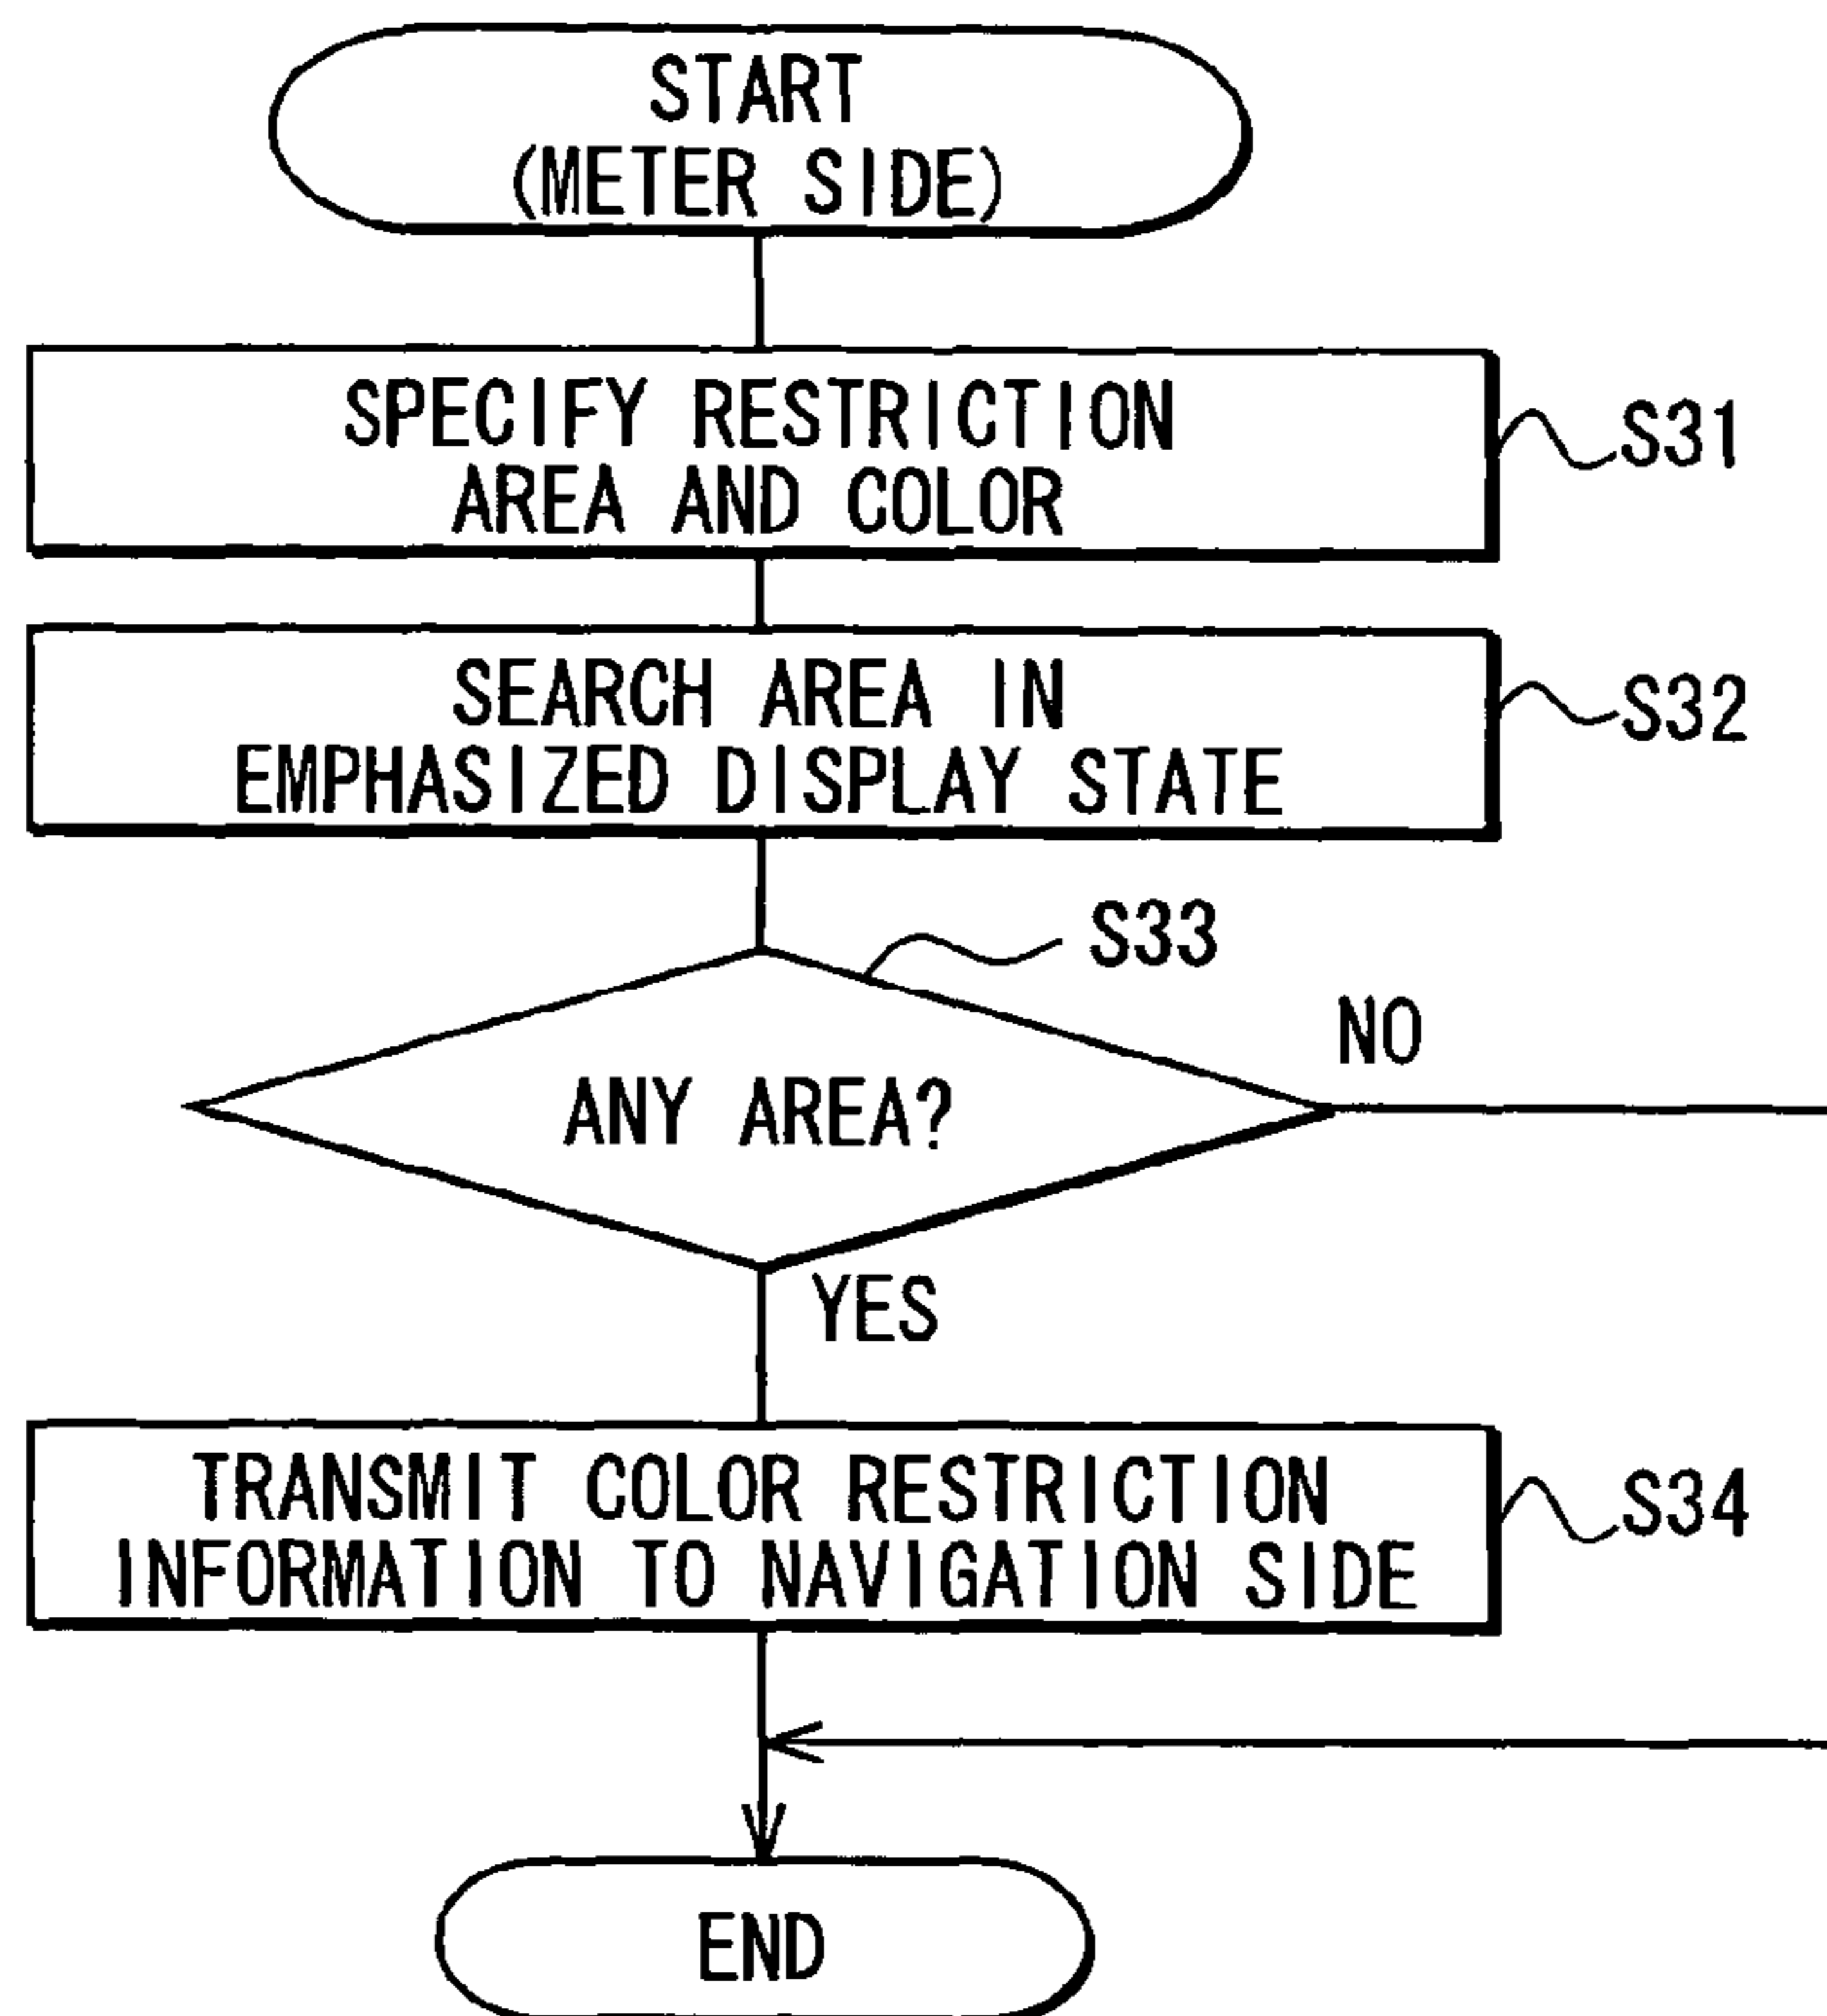 START
(METER SIDE)
SPECIFY RESTRICTION
AREA AND COLOR
S31
SEARCH AREA IN
EMPHASIZED DISPLAY STATE
S32
S33
NO
ANY AREA?
YES
TRANSMIT COLOR RESTRICTION
INFORMATION TO NAVIGATION SIDE
S34
END